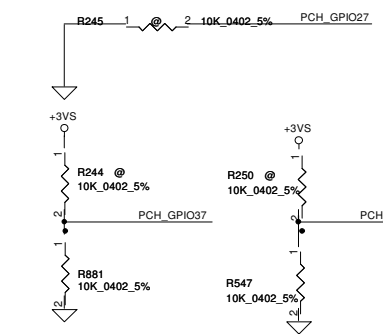 R245 1 @ 2 10K_0402_5% PCH_GPIO27
+3VS
1
R244 @
10K_0402_5%
2
PCH_GPIO37
1
R881
10K_0402_5%
2
+3VS
1
R250 @
10K_0402_5%
2
PCH
1
R547
10K_0402_5%
2